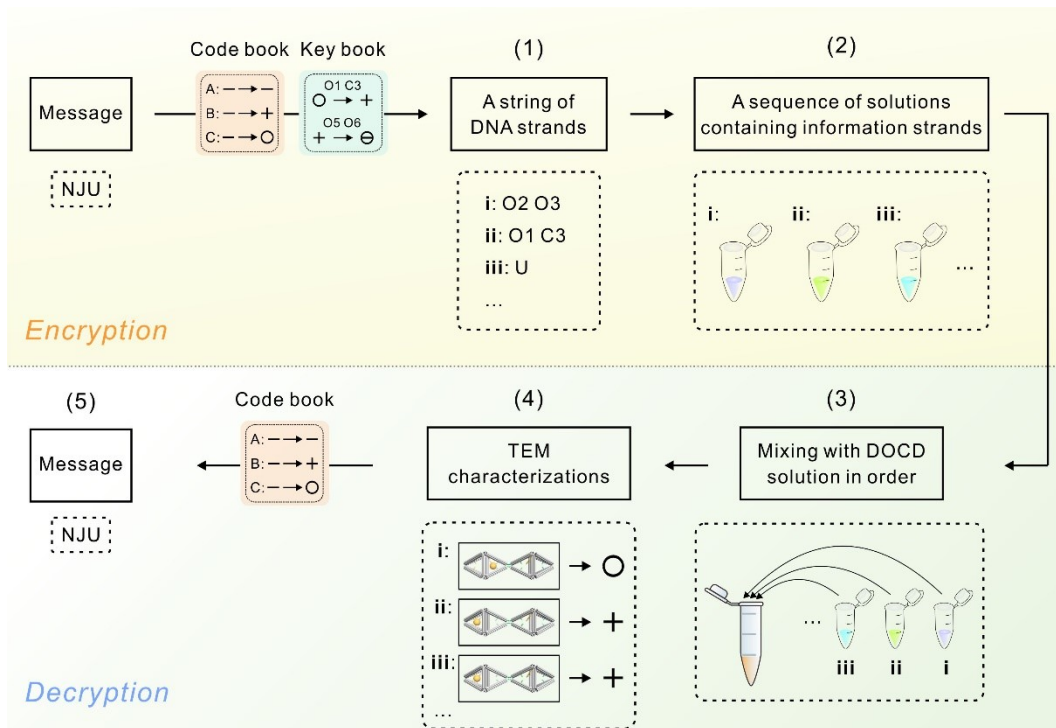 Code book
Key book
(1)
(2)
Message
A: — → —
B: — → +
C: — → ○
O1 C3
○ → +
O5 O6
+ → ⊖
A string of
DNA strands
A sequence of solutions
containing information strands
NJU
i: O2 O3
ii: O1 C3
iii: U
...
i:
ii:
iii:
...
Encryption
(5)
Code book
(4)
(3)
Message
A: — → —
B: — → +
C: — → ○
TEM
characterizations
Mixing with DOCD
solution in order
NJU
i:
→ ○
ii:
→ +
iii:
→ +
...
...
iii
ii
i
Decryption